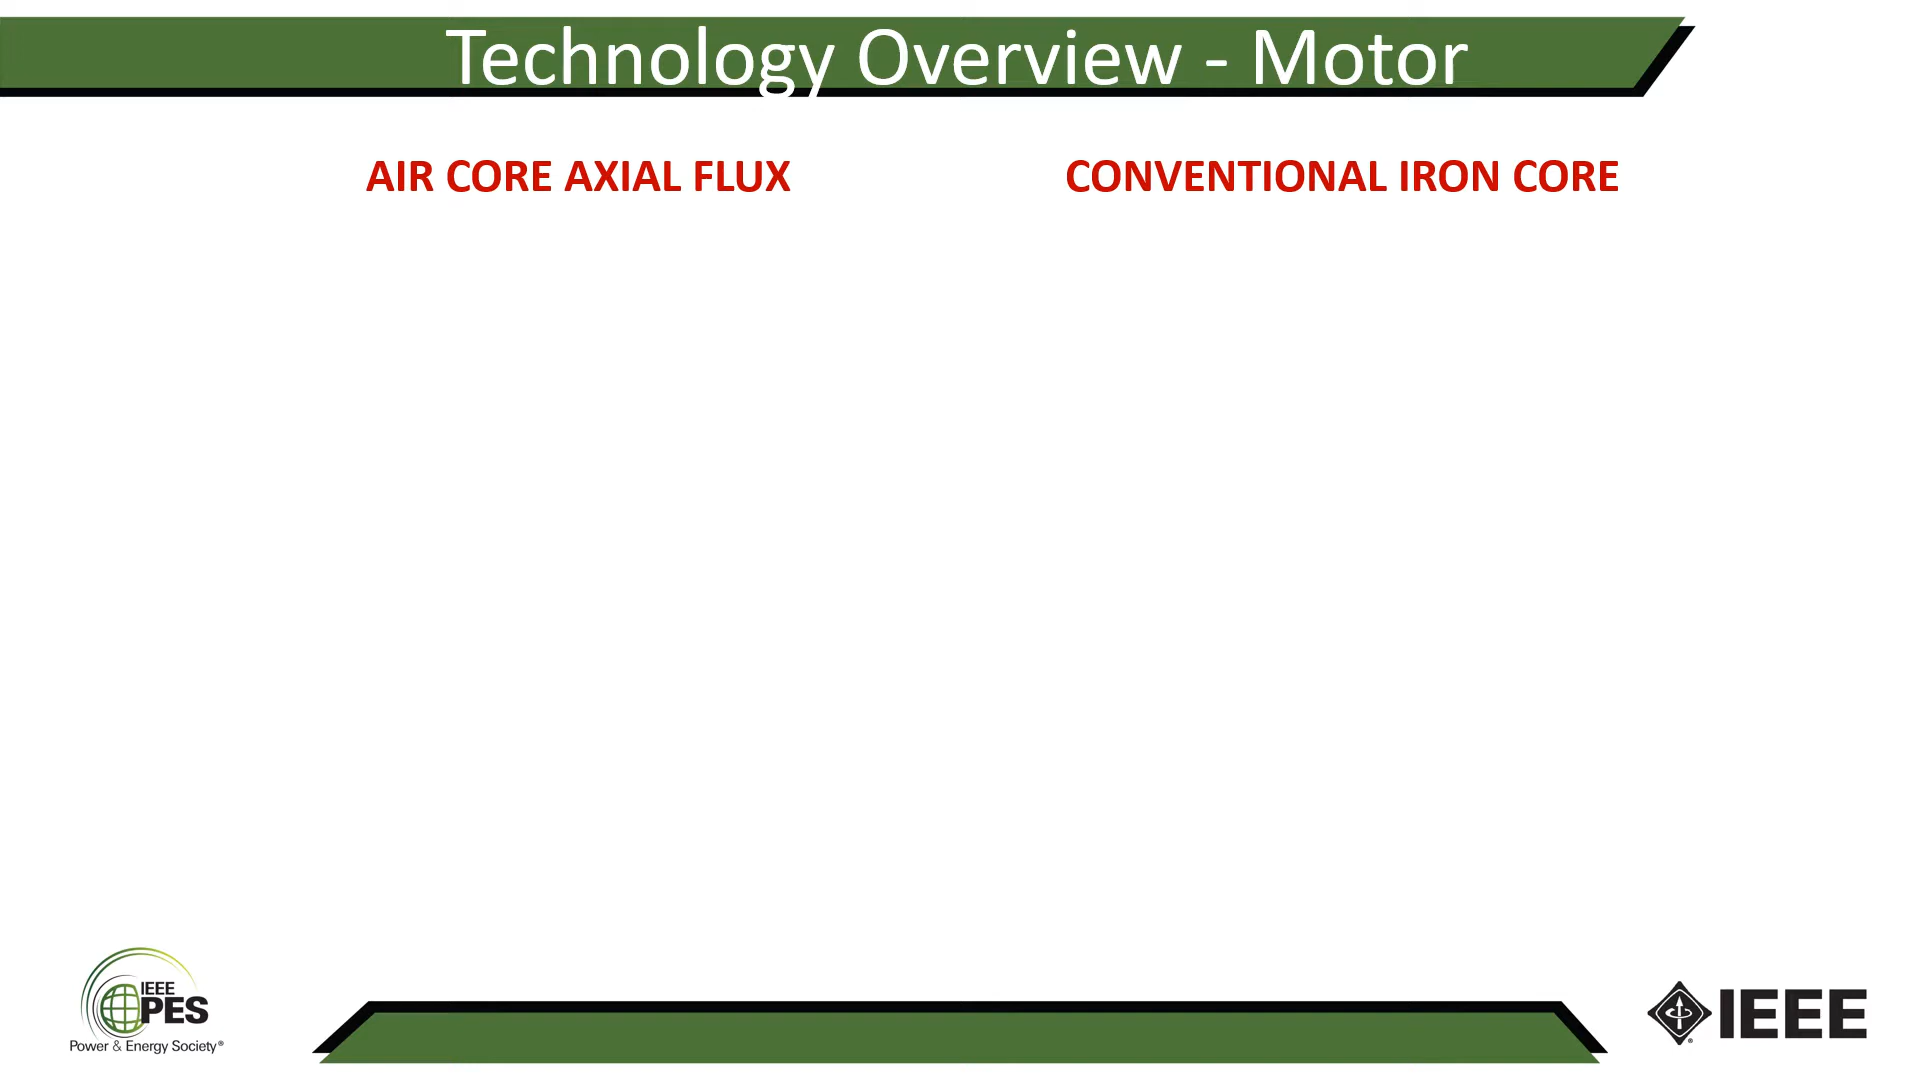 Technology Overview - Motor
AIR CORE AXIAL FLUX
CONVENTIONAL IRON CORE
IEEE
PES
Power & Energy Society®
IEEE